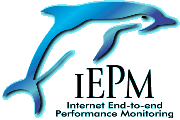 iEPM
Internet End-to-end
Performance Monitoring